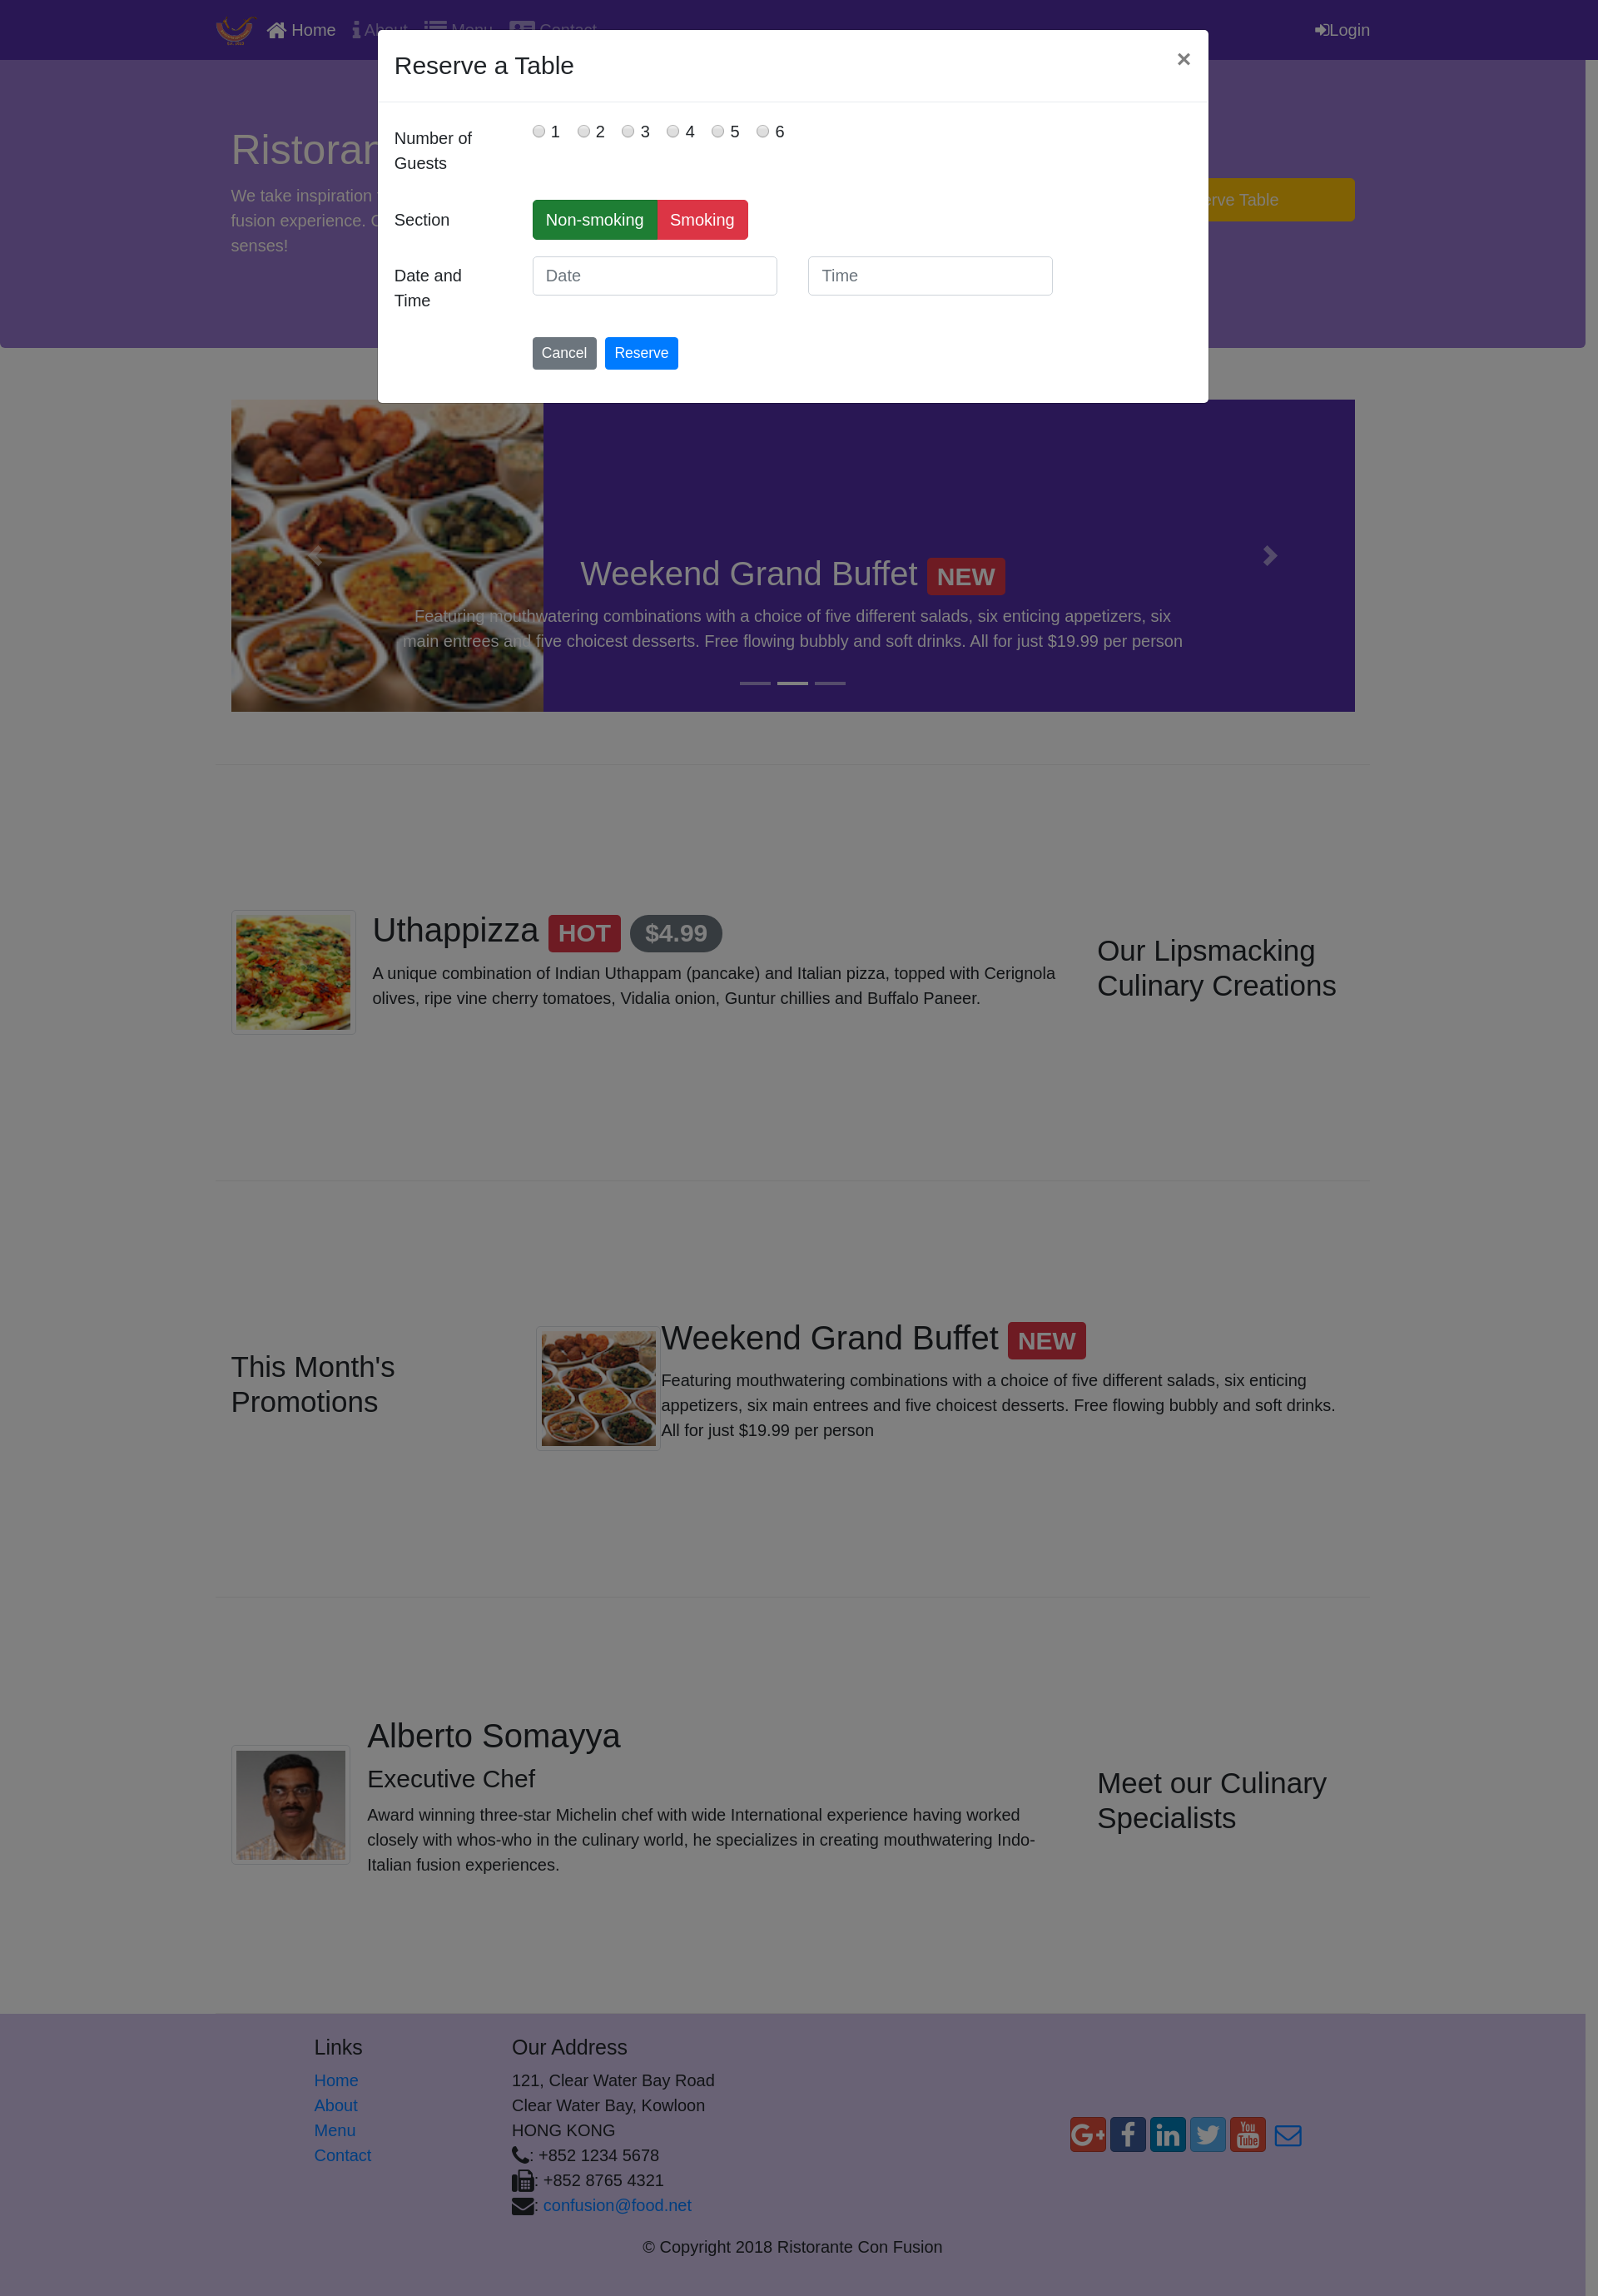 Home About Menu Contact Login
Reserve a Table ×
Number of Guests
1 2 3 4 5 6
Section
Non-smoking Smoking
Date and Time
Date Time
Cancel Reserve
We take inspiration
fusion experience.
senses!
Table
Weekend Grand Buffet NEW
Featuring mouthwatering combinations with a choice of five different salads, six enticing appetizers, six
main entrees and five choicest desserts. Free flowing bubbly and soft drinks. All for just $19.99 per person
Uthappizza HOT $4.99
A unique combination of Indian Uthappam (pancake) and Italian pizza, topped with Cerignola
olives, ripe vine cherry tomatoes, Vidalia onion, Guntur chillies and Buffalo Paneer.
Our Lipsmacking
Culinary Creations
This Month's
Promotions
Weekend Grand Buffet NEW
Featuring mouthwatering combinations with a choice of five different salads, six enticing
appetizers, six main entrees and five choicest desserts. Free flowing bubbly and soft drinks.
All for just $19.99 per person
Alberto Somayya
Executive Chef
Award winning three-star Michelin chef with wide International experience having worked
closely with whos-who in the culinary world, he specializes in creating mouthwatering Indo-
Italian fusion experiences.
Meet our Culinary
Specialists
Links
Home
About
Menu
Contact
Our Address
121, Clear Water Bay Road
Clear Water Bay, Kowloon
HONG KONG
: +852 1234 5678
: +852 8765 4321
: confusion@food.net
G+ f in You Tube
© Copyright 2018 Ristorante Con Fusion